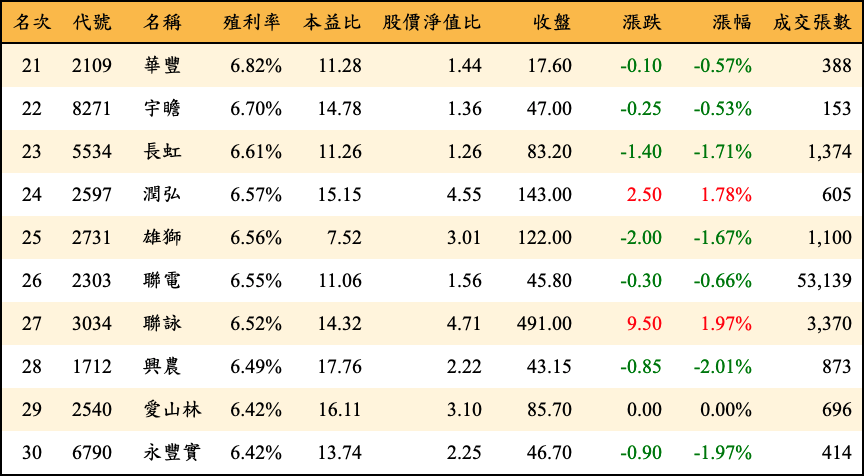 名次 代號 名稱 殖利率 本益比 股價淨值比 收盤 漲跌 漲幅 成交張數
21 2109 華豐 6.82% 11.28 1.44 17.60 -0.10 -0.57% 388
22 8271 宇瞻 6.70% 14.78 1.36 47.00 -0.25 -0.53% 153
23 5534 長虹 6.61% 11.26 1.26 83.20 -1.40 -1.71% 1,374
24 2597 潤弘 6.57% 15.15 4.55 143.00 2.50 1.78% 605
25 2731 雄獅 6.56% 7.52 3.01 122.00 -2.00 -1.67% 1,100
26 2303 聯電 6.55% 11.06 1.56 45.80 -0.30 -0.66% 53,139
27 3034 聯詠 6.52% 14.32 4.71 491.00 9.50 1.97% 3,370
28 1712 興農 6.49% 17.76 2.22 43.15 -0.85 -2.01% 873
29 2540 愛山林 6.42% 16.11 3.10 85.70 0.00 0.00% 696
30 6790 永豐實 6.42% 13.74 2.25 46.70 -0.90 -1.97% 414